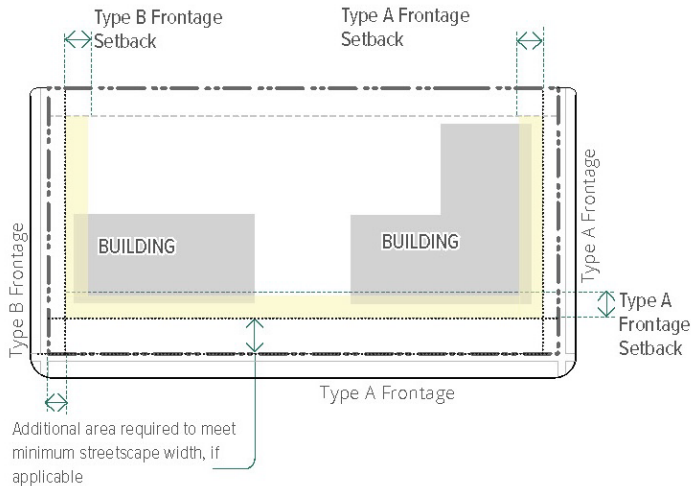 Type B Frontage
Setback
Type A Frontage
Setback
Type B Frontage
BUILDING
BUILDING
Type A Frontage
Type A
Frontage
Setback
Type A Frontage
Additional area required to meet
minimum streetscape width, if
applicable